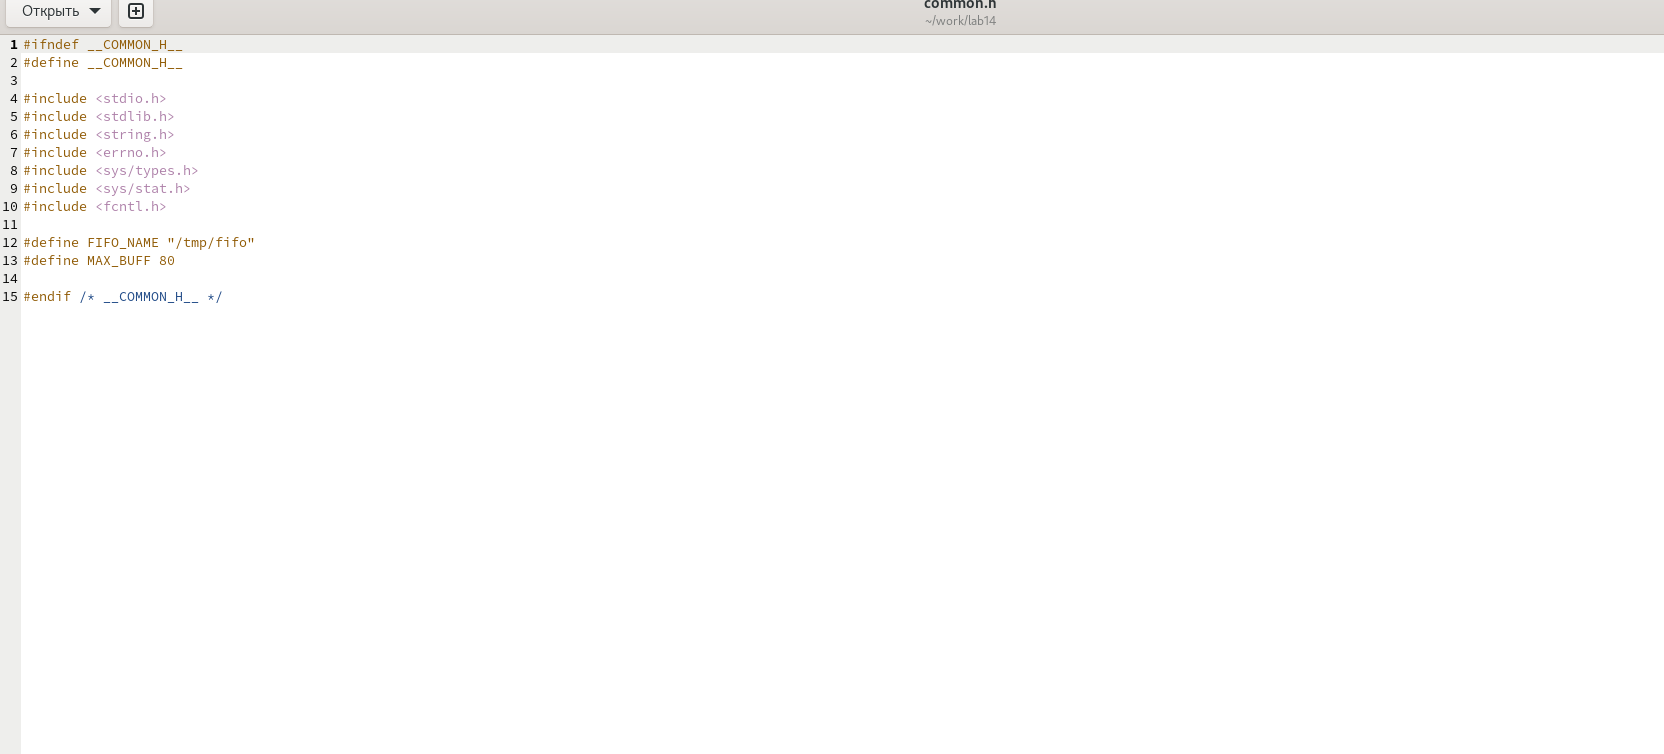 Открыть
common.h
~/work/lab14
1 #ifndef __COMMON_H__
2 #define __COMMON_H__
3
4 #include <stdio.h>
5 #include <stdlib.h>
6 #include <string.h>
7 #include <errno.h>
8 #include <sys/types.h>
9 #include <sys/stat.h>
10 #include <fcntl.h>
11
12 #define FIFO_NAME "/tmp/fifo"
13 #define MAX_BUFF 80
14
15 #endif /* __COMMON_H__ */